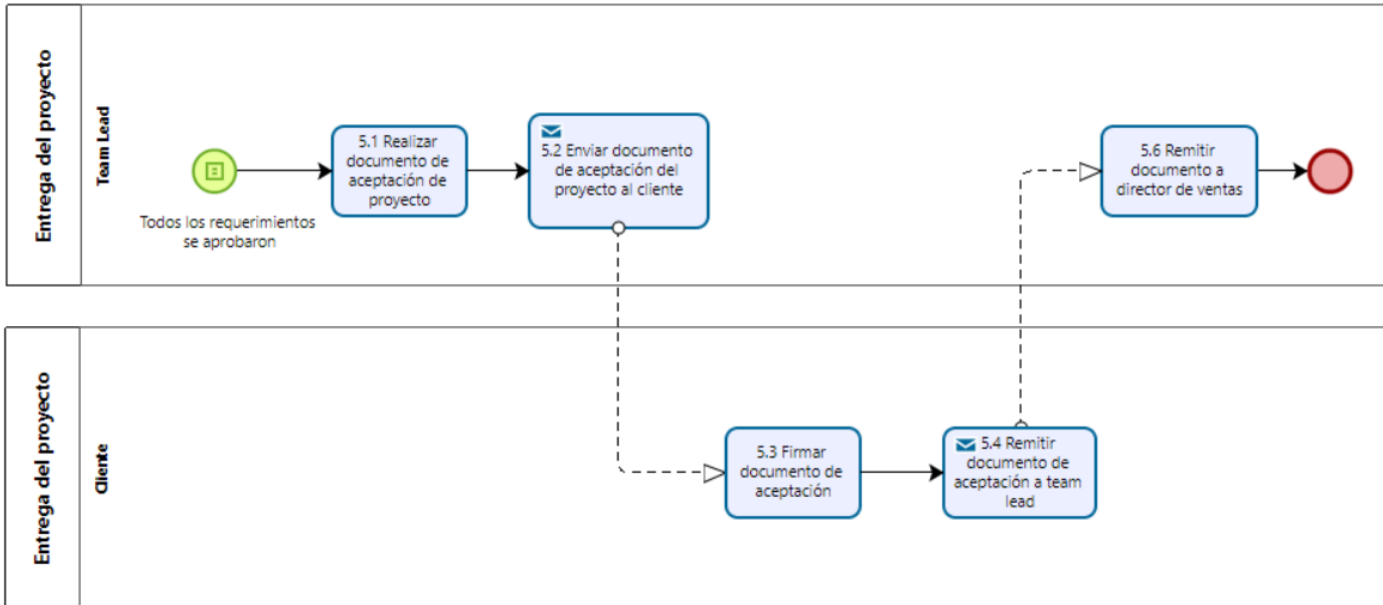 Entrega del proyecto
Team Lead
Todos los requerimientos
se aprobaron
5.1 Realizar
documento de
aceptación de
proyecto
5.2 Enviar documento
de aceptación del
proyecto al cliente
5.6 Remitir
documento a
director de ventas
Entrega del proyecto
Cliente
5.3 Firmar
documento de
aceptación
5.4 Remitir
documento de
aceptación a team
lead